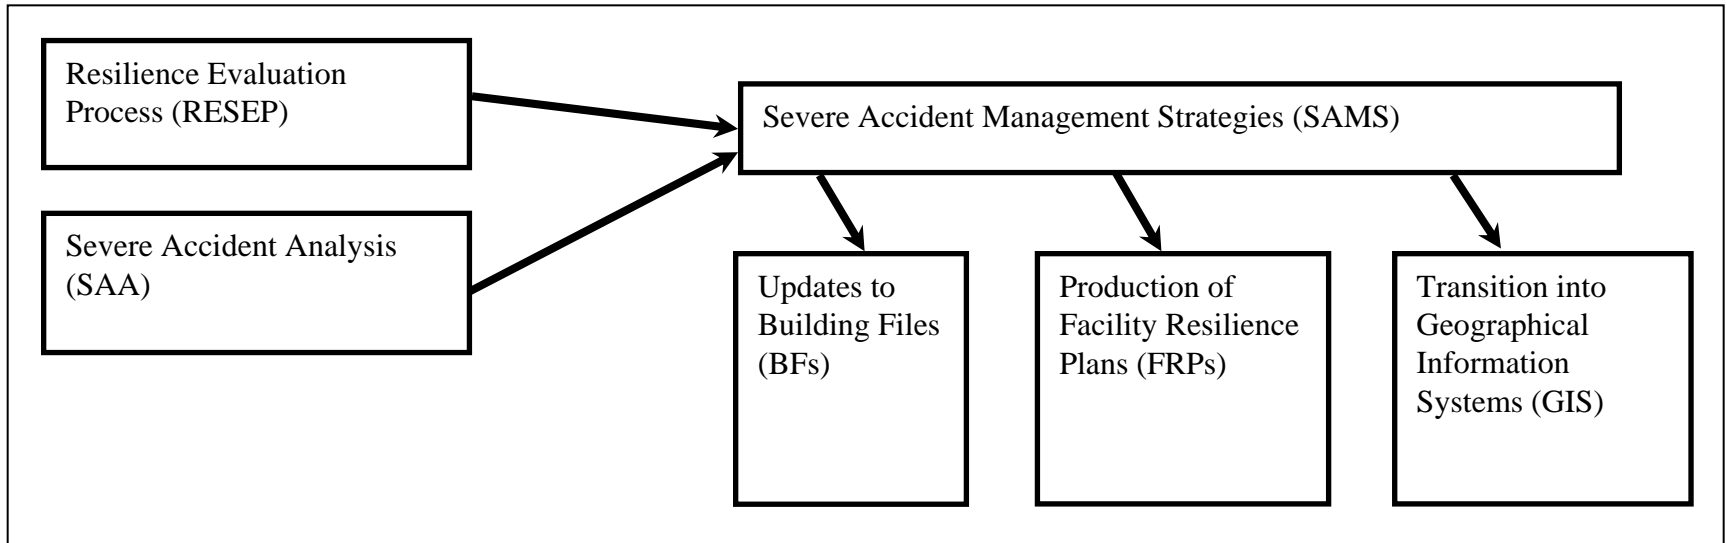 Resilience Evaluation
Process (RESEP)
Severe Accident Analysis
(SAA)
Severe Accident Management Strategies (SAMS)
Updates to
Building Files
(BFs)
Production of
Facility Resilience
Plans (FRPs)
Transition into
Geographical
Information
Systems (GIS)